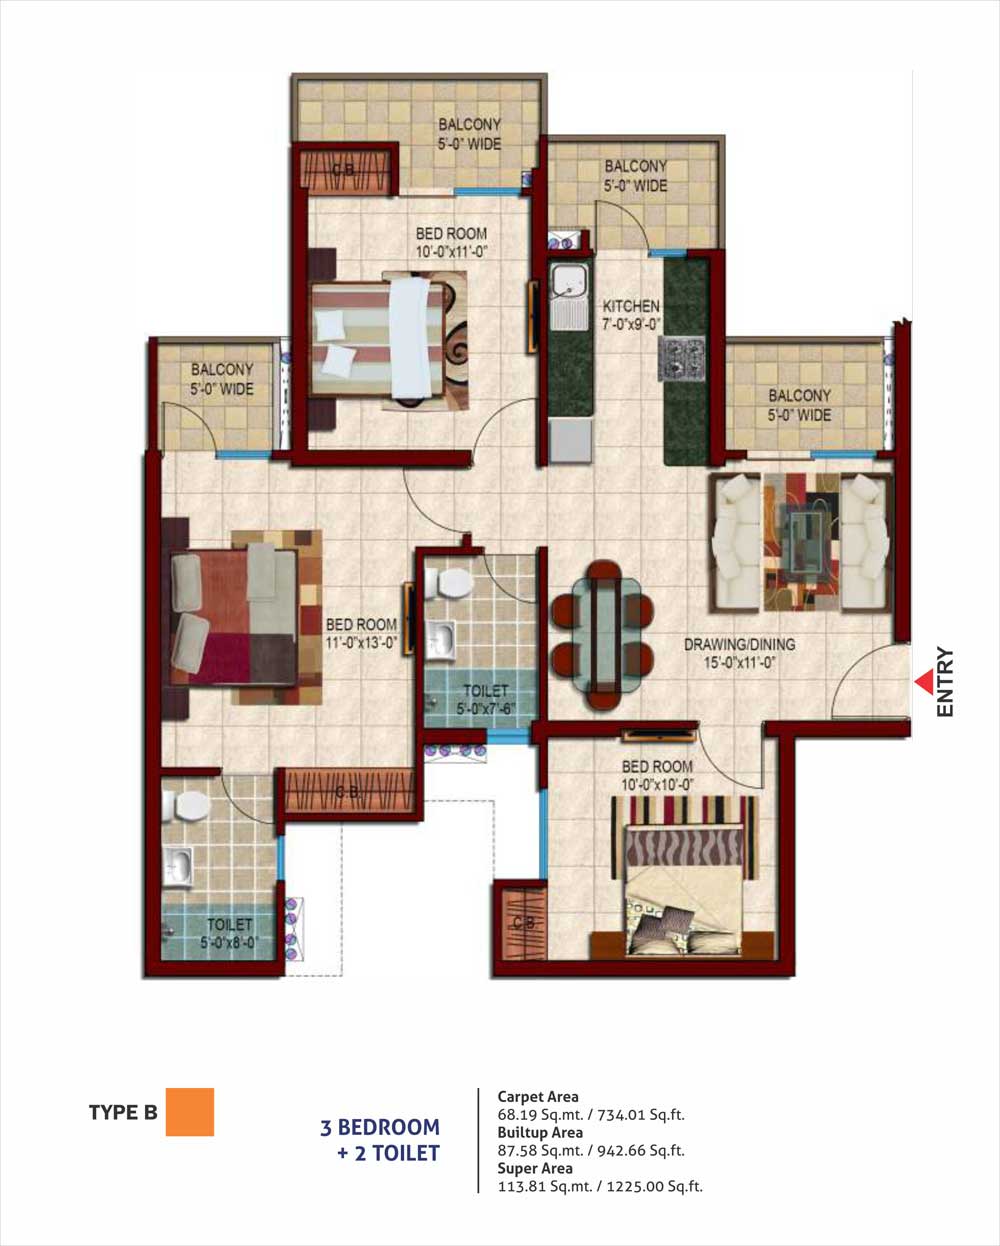 BALCONY
5'-0" WIDE
BALCONY
5'-0" WIDE
C.B.
BED ROOM
10'-0"x11'-0"
KITCHEN
7'-0"x9'-0"
BALCONY
5'-0" WIDE
BALCONY
5'-0" WIDE
BED ROOM
11'-0"x13'-0"
DRAWING/DINING
15'-0"x11'-0"
ENTRY
TOILET
5'-0"x7'-6"
BED ROOM
10'-0"x10'-0"
C.B.
TOILET
5'-0"x8'-0"
C.B.
TYPE B
3 BEDROOM
+ 2 TOILET
Carpet Area
68.19 Sq.mt. / 734.01 Sq.ft.
Builtup Area
87.58 Sq.mt. / 942.66 Sq.ft.
Super Area
113.81 Sq.mt. / 1225.00 Sq.ft.